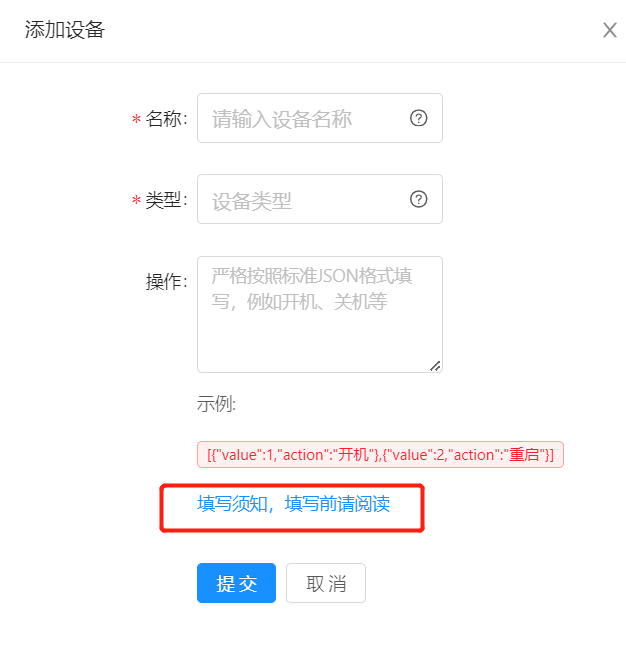 添加设备
* 名称:
请输入设备名称
* 类型:
设备类型
操作:
严格按照标准JSON格式填
写，例如开机、关机等
示例:
[{"value":1,"action":"开机"},{"value":2,"action":"重启"}]
填写须知，填写前请阅读
提交 取消